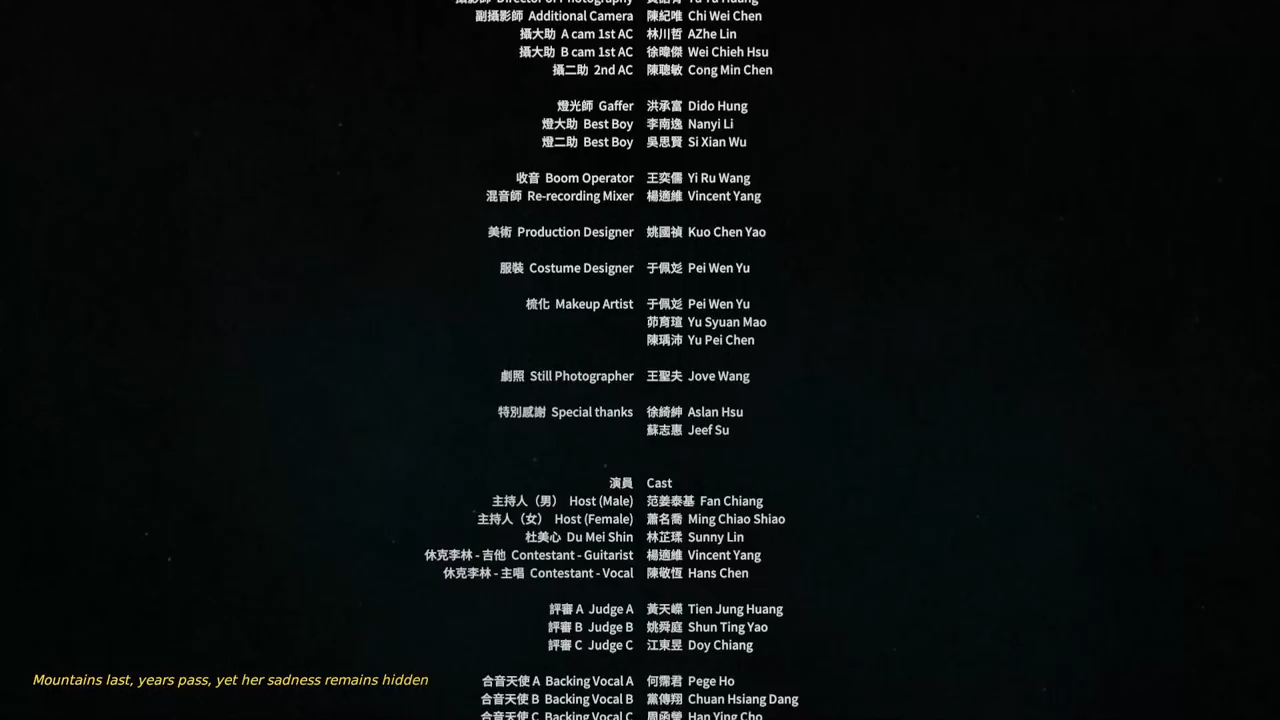 副攝影師 Additional Camera 陳紀唯 Chi Wei Chen
攝大助 A cam 1st AC 林川哲 AZhe Lin
攝大助 B cam 1st AC 徐暐傑 Wei Chieh Hsu
攝二助 2nd AC 陳聰敏 Cong Min Chen
燈光師 Gaffer 洪承富 Dido Hung
燈大助 Best Boy 李南逸 Nanyi Li
燈二助 Best Boy 吳思賢 Si Xian Wu
收音 Boom Operator 王奕儒 Yi Ru Wang
混音師 Re-recording Mixer 楊適維 Vincent Yang
美術 Production Designer 姚國禎 Kuo Chen Yao
服裝 Costume Designer 于佩彣 Pei Wen Yu
梳化 Makeup Artist 于佩彣 Pei Wen Yu
茆育瑄 Yu Syuan Mao
陳瑀沛 Yu Pei Chen
劇照 Still Photographer 王聖夫 Jove Wang
特別感謝 Special thanks 徐綺紳 Aslan Hsu
蘇志惠 Jeef Su
演員 Cast
主持人（男） Host (Male) 范姜泰基 Fan Chiang
主持人（女） Host (Female) 蕭名喬 Ming Chiao Shiao
杜美心 Du Mei Shin 林芷瑈 Sunny Lin
休克李林 - 吉他 Contestant - Guitarist 楊適維 Vincent Yang
休克李林 - 主唱 Contestant - Vocal 陳敬恆 Hans Chen
評審 A Judge A 黃天嶸 Tien Jung Huang
評審 B Judge B 姚舜庭 Shun Ting Yao
評審 C Judge C 江東昱 Doy Chiang
Mountains last, years pass, yet her sadness remains hidden
合音天使 A Backing Vocal A 何霈君 Pege Ho
合音天使 B Backing Vocal B 黨傳翔 Chuan Hsiang Dang
合音天使 C Backing Vocal C Han Ying Cho